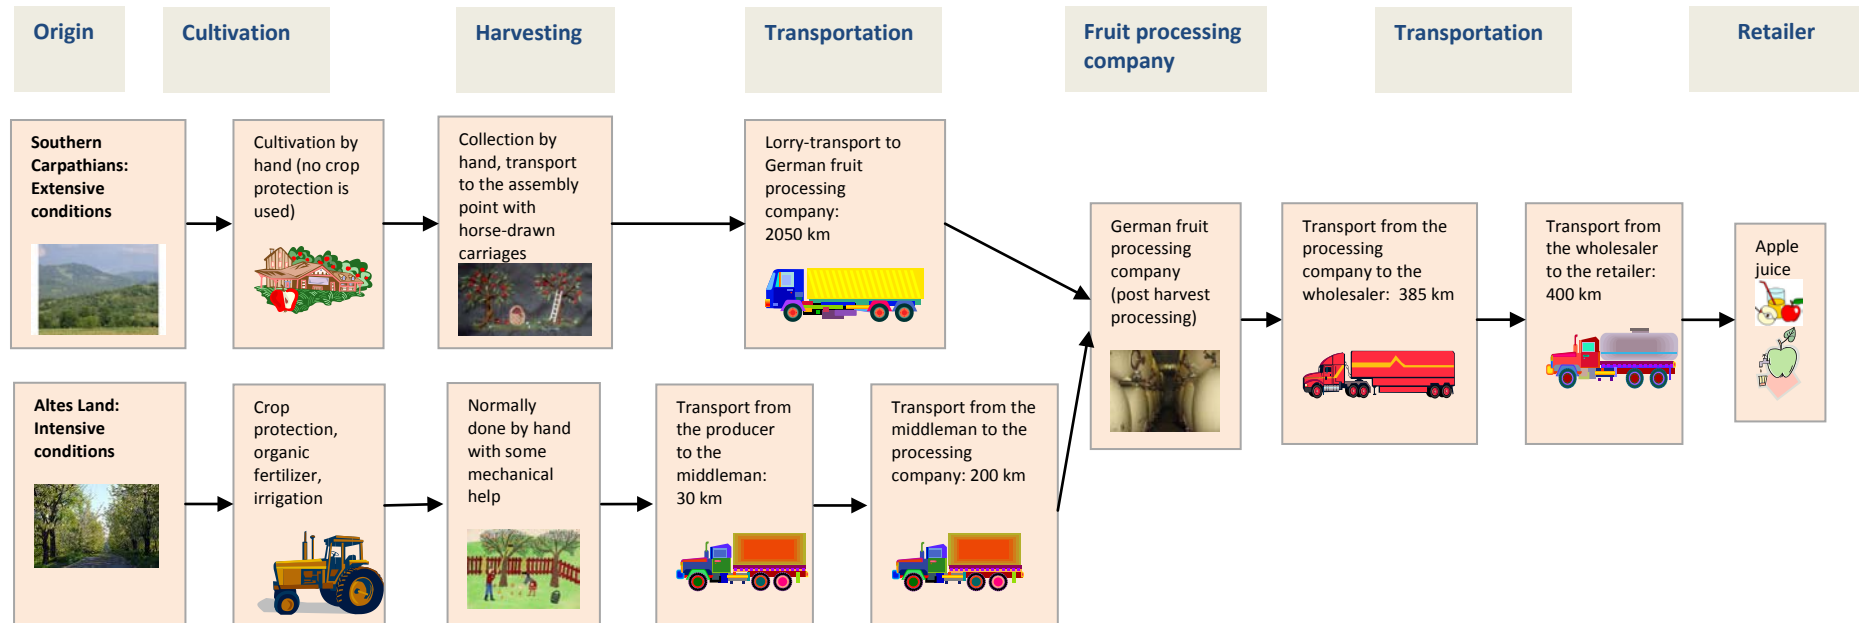 Origin
Cultivation
Harvesting
Transportation
Fruit processing
company
Transportation
Retailer
Southern
Carpathians:
Extensive
conditions
Cultivation by
hand (no crop
protection is
used)
Collection by
hand, transport
to the assembly
point with
horse-drawn
carriages
Lorry-transport to
German fruit
processing
company:
2050 km
German fruit
processing
company
(post harvest
processing)
Transport from the
processing
company to the
wholesaler: 385 km
Transport from
the wholesaler
to the retailer:
400 km
Apple
juice
Altes Land:
Intensive
conditions
Crop
protection,
organic
fertilizer,
irrigation
Normally
done by hand
with some
mechanical
help
Transport from
the producer
to the
middleman:
30 km
Transport from the
middleman to the
processing
company: 200 km